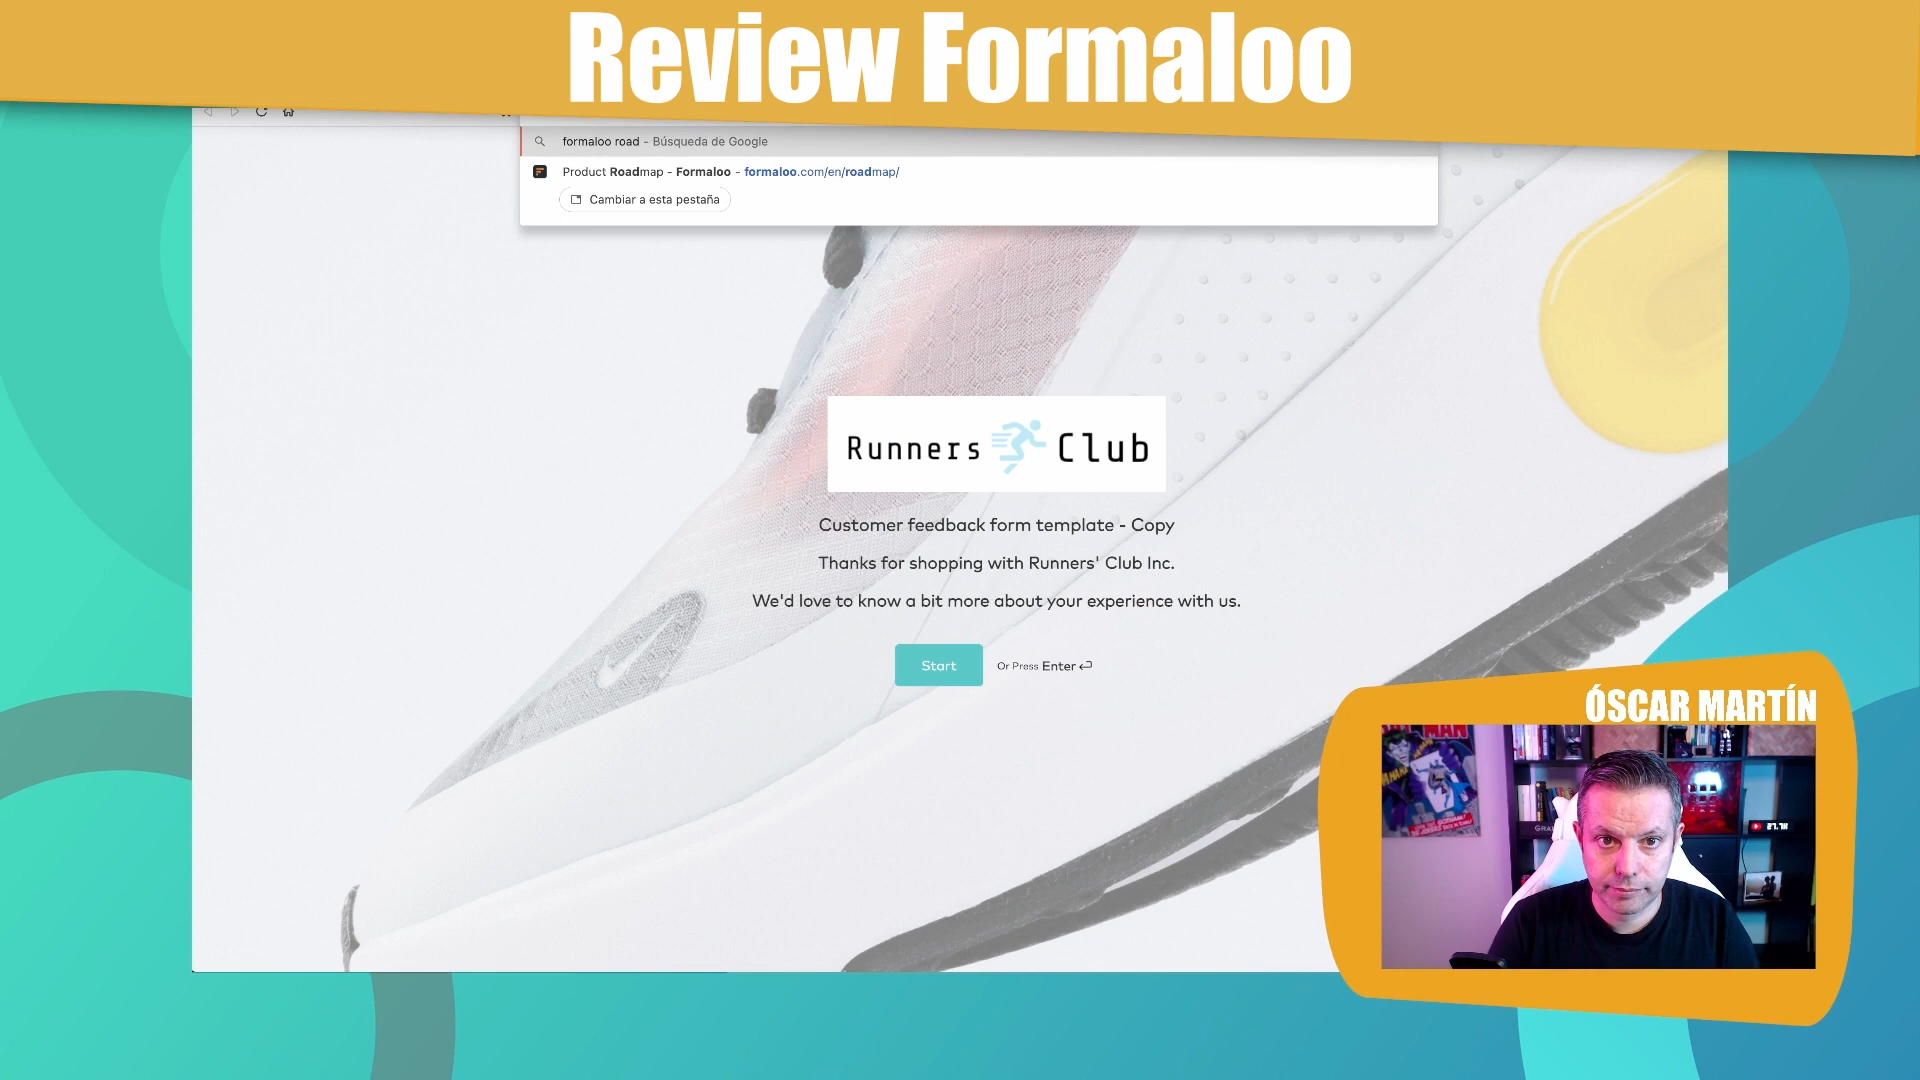 Review Formaloo
formaloo road - Búsqueda de Google
Product Roadmap - Formaloo - formaloo.com/en/roadmap/
Cambiar a esta pestaña
Runners Club
Customer feedback form template - Copy
Thanks for shopping with Runners' Club Inc.
We'd love to know a bit more about your experience with us.
Start
Or Press Enter
ÓSCAR MARTÍN